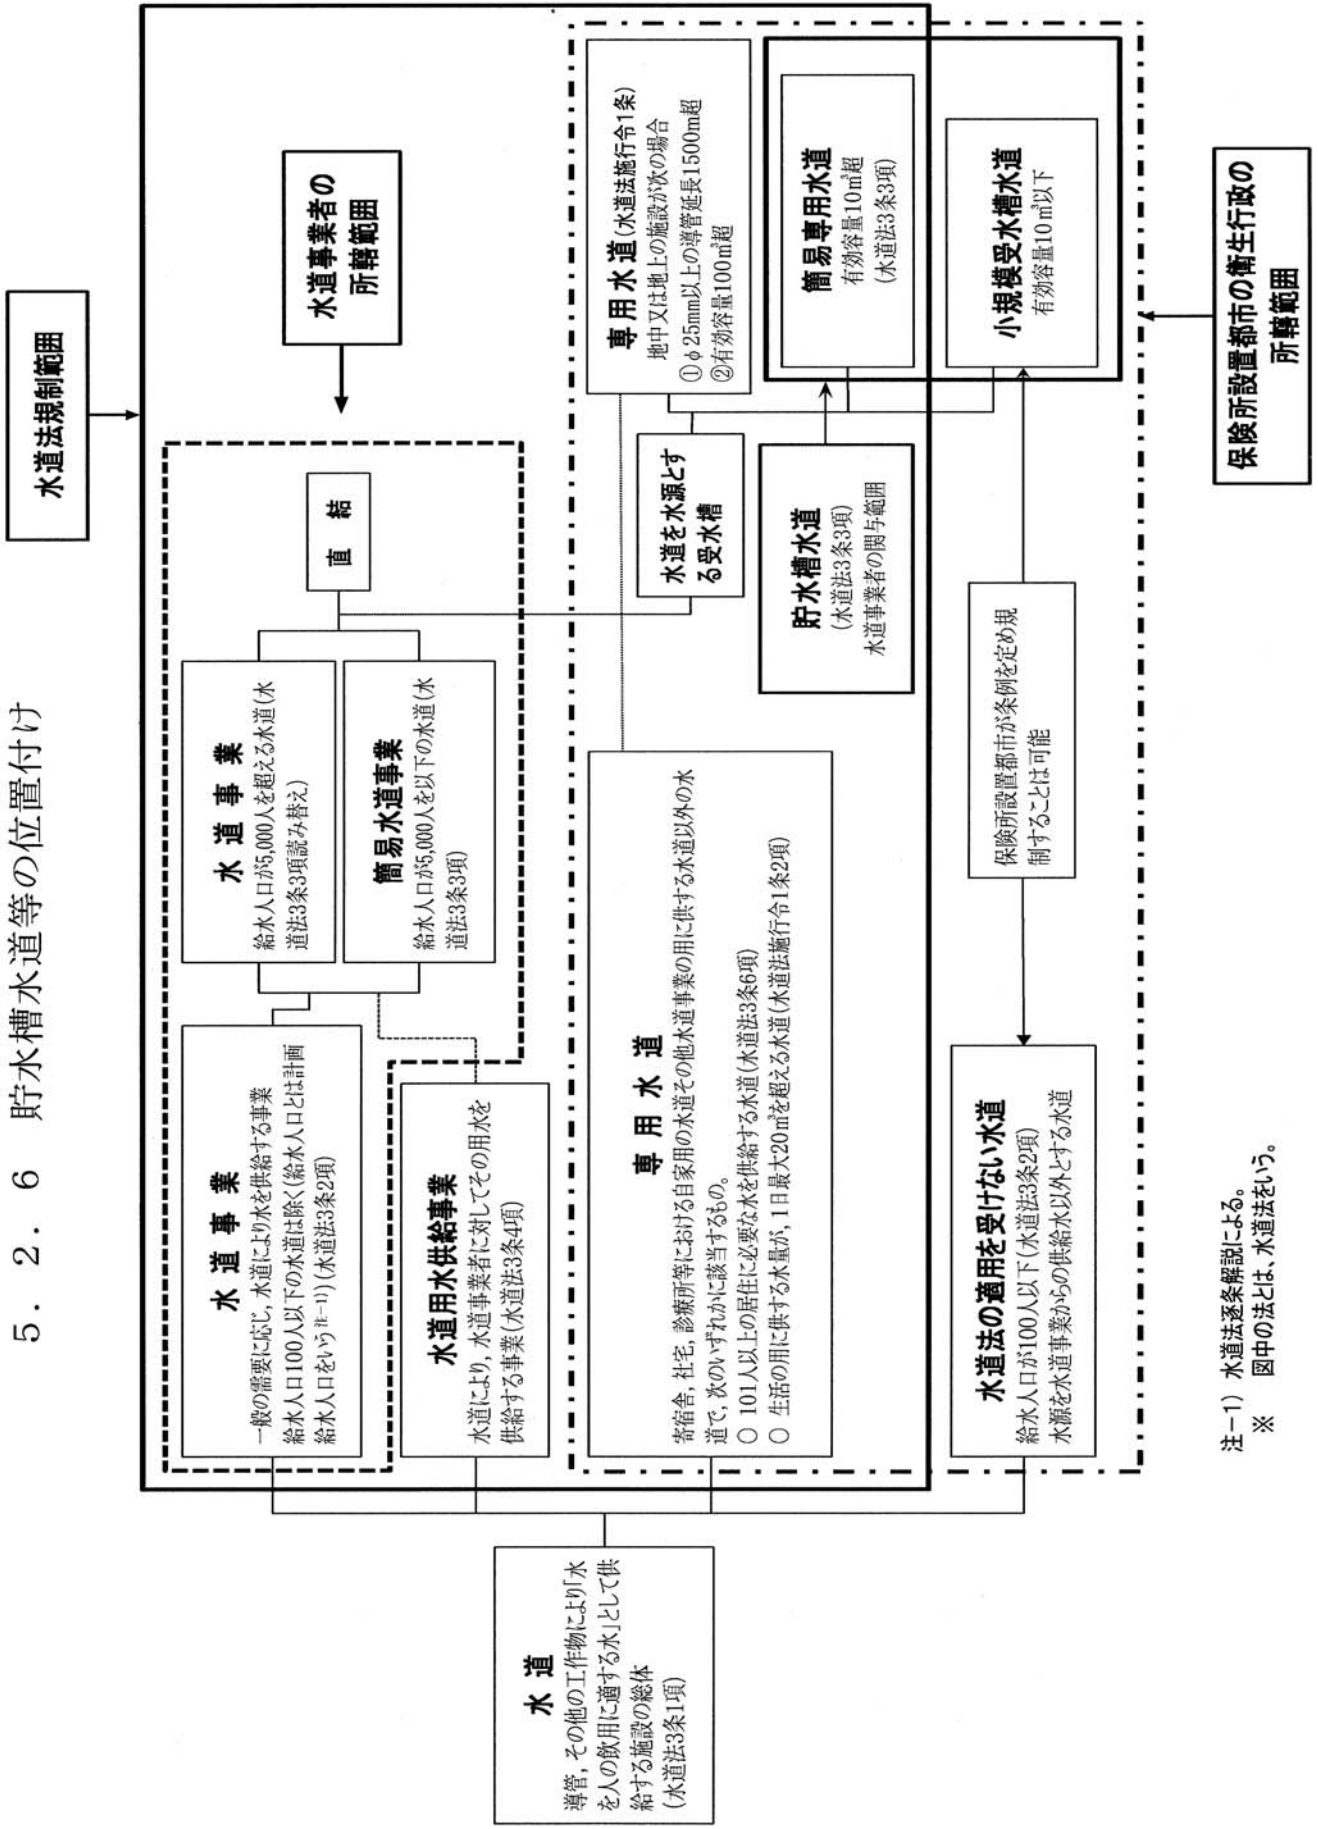 5．2．6　貯水槽水道等の位置付け
水道法規制範囲
水道事業者の
所轄範囲
水道
導管，その他の工作物により「水
を人の飲用に適する水」として供
給する施設の総体
(水道法3条1項)
水道事業
一般の需要に応じ，水道により水を供給する事業
給水人口100人以下の水道は除く(給水人口とは計画
給水人口をいう注-1))(水道法3条2項)
水道事業
給水人口が5,000人を超える水道(水
道法3条3項読み替え)
簡易水道事業
給水人口が5,000人を以下の水道(水
道法3条3項)
直結
水道用水供給事業
水道により，水道事業者に対してその用水を
供給する事業(水道法3条4項)
専用水道
寄宿舎，社宅，診療所等における自家用の水道その他水道事業の用に供する水道以外の水
道で，次のいずれかに該当するもの。
○ 101人以上の居住に必要な水を供給する水道(水道法3条6項)
○ 生活の用に供する水量が，1日最大20㎥を超える水道(水道法施行令1条2項)
水道を水源とす
る受水槽
専用水道(水道法施行令1条)
地中又は地上の施設が次の場合
①φ25mm以上の導管延長1500m超
②有効容量100㎥超
貯水槽水道
(水道法3条3項)
水道事業者の関与範囲
簡易専用水道
有効容量10㎥超
(水道法3条3項)
小規模受水槽水道
有効容量10㎥以下
水道法の適用を受けない水道
給水人口が100人以下(水道法3条2項)
水源を水道事業からの供給水以外とする水道
保険所設置都市が条例を定め規
制することは可能
保険所設置都市の衛生行政の
所轄範囲
注-1）水道法逐条解説による。
※　図中の法とは、水道法をいう。